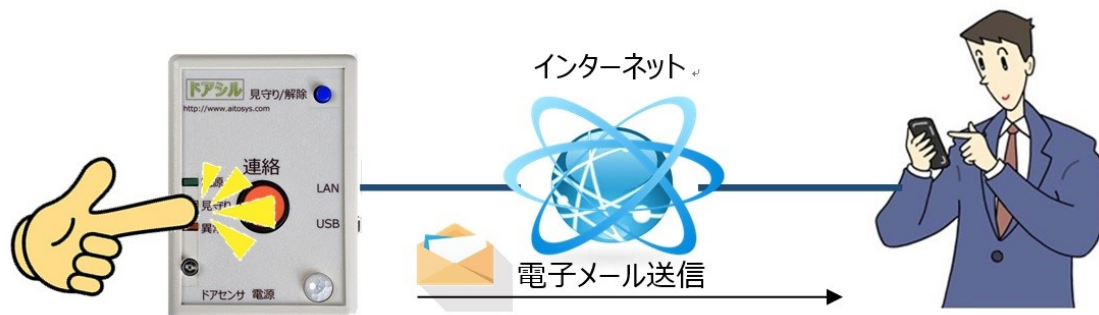 ドアシル 見守り/解除
http://www.aitosys.com
連絡
見守り
LAN
USB
ドアセンサ 電源
インターネット
電子メール送信